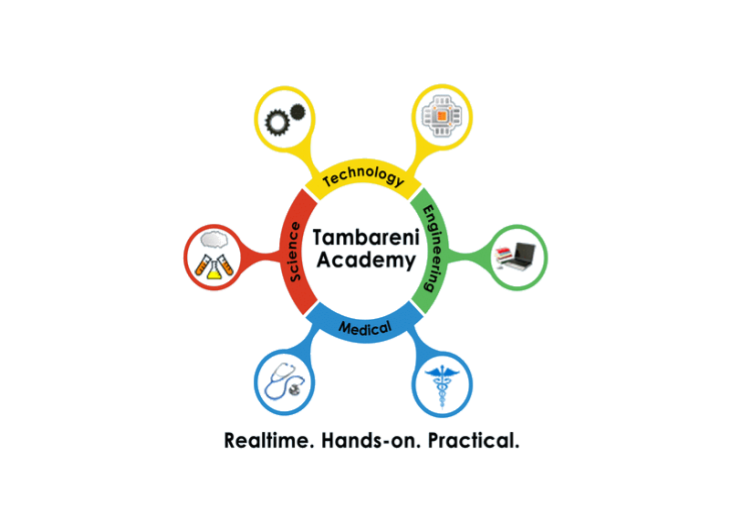 Technology
Science
Tambareni
Academy
Engineering
Medical
Realtime. Hands-on. Practical.